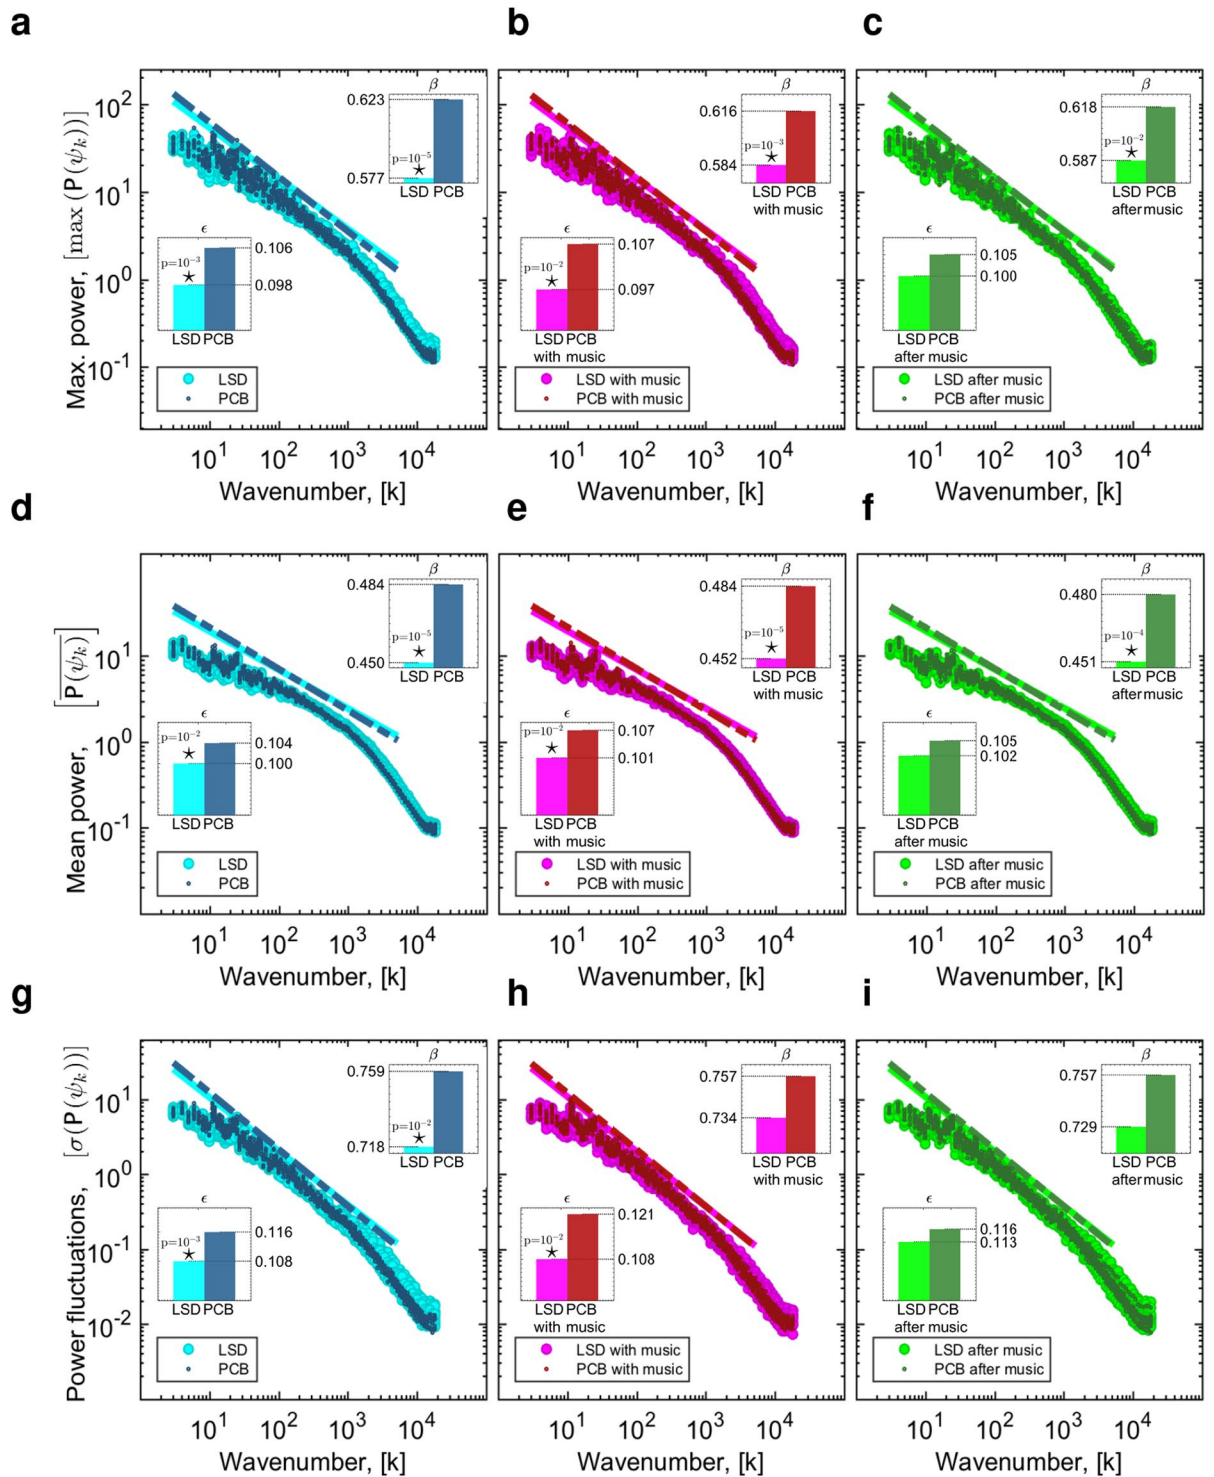 a
b
c
Max. power, [max (P(ψk))]
10² 10¹ 10⁰ 10⁻¹
β
0.623
p=10⁻⁵
0.577
LSD PCB
ϵ
p=10⁻³
0.106
0.098
LSD PCB
LSD
PCB
10¹ 10² 10³ 10⁴
Wavenumber, [k]
β
0.616
p=10⁻³
0.584
LSD PCB
with music
ϵ
p=10⁻²
0.107
0.097
LSD PCB
with music
LSD with music
PCB with music
10¹ 10² 10³ 10⁴
Wavenumber, [k]
β
0.618
p=10⁻²
0.587
LSD PCB
after music
ϵ
0.105
0.100
LSD PCB
after music
LSD after music
PCB after music
10¹ 10² 10³ 10⁴
Wavenumber, [k]
d
e
f
Mean power, [P(ψk)]
10¹ 10⁰ 10⁻¹
β
0.484
p=10⁻⁵
0.450
LSD PCB
ϵ
p=10⁻²
0.104
0.100
LSD PCB
LSD
PCB
10¹ 10² 10³ 10⁴
Wavenumber, [k]
β
0.484
p=10⁻⁵
0.452
LSD PCB
with music
ϵ
p=10⁻²
0.107
0.101
LSD PCB
with music
LSD with music
PCB with music
10¹ 10² 10³ 10⁴
Wavenumber, [k]
β
0.480
p=10⁻⁴
0.451
LSD PCB
after music
ϵ
0.105
0.102
LSD PCB
after music
LSD after music
PCB after music
10¹ 10² 10³ 10⁴
Wavenumber, [k]
g
h
i
Power fluctuations, [σ(P(ψk))]
10¹ 10⁰ 10⁻¹ 10⁻²
β
0.759
p=10⁻²
0.718
LSD PCB
ϵ
p=10⁻³
0.116
0.108
LSD PCB
LSD
PCB
10¹ 10² 10³ 10⁴
Wavenumber, [k]
β
0.757
0.734
LSD PCB
with music
ϵ
p=10⁻²
0.121
0.108
LSD PCB
with music
LSD with music
PCB with music
10¹ 10² 10³ 10⁴
Wavenumber, [k]
β
0.757
0.729
LSD PCB
after music
ϵ
0.116
0.113
LSD PCB
after music
LSD after music
PCB after music
10¹ 10² 10³ 10⁴
Wavenumber, [k]